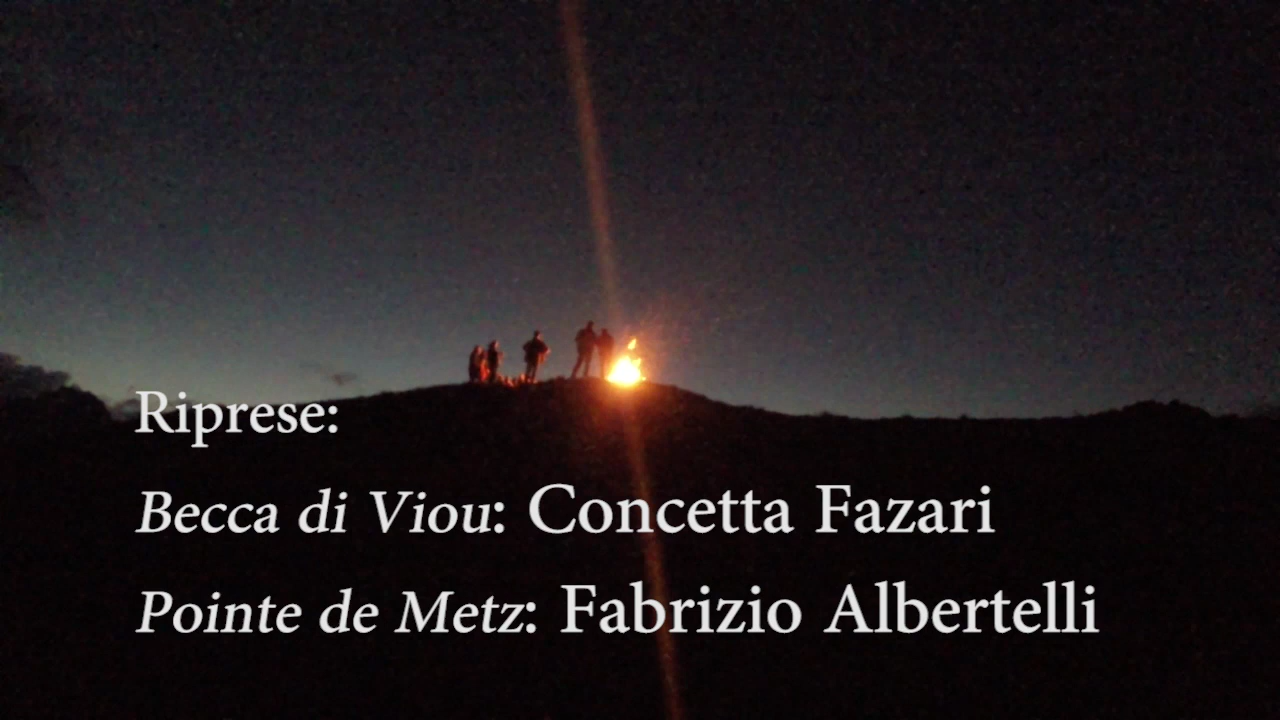 Riprese:
Becca di Viou: Concetta Fazari
Pointe de Metz: Fabrizio Albertelli